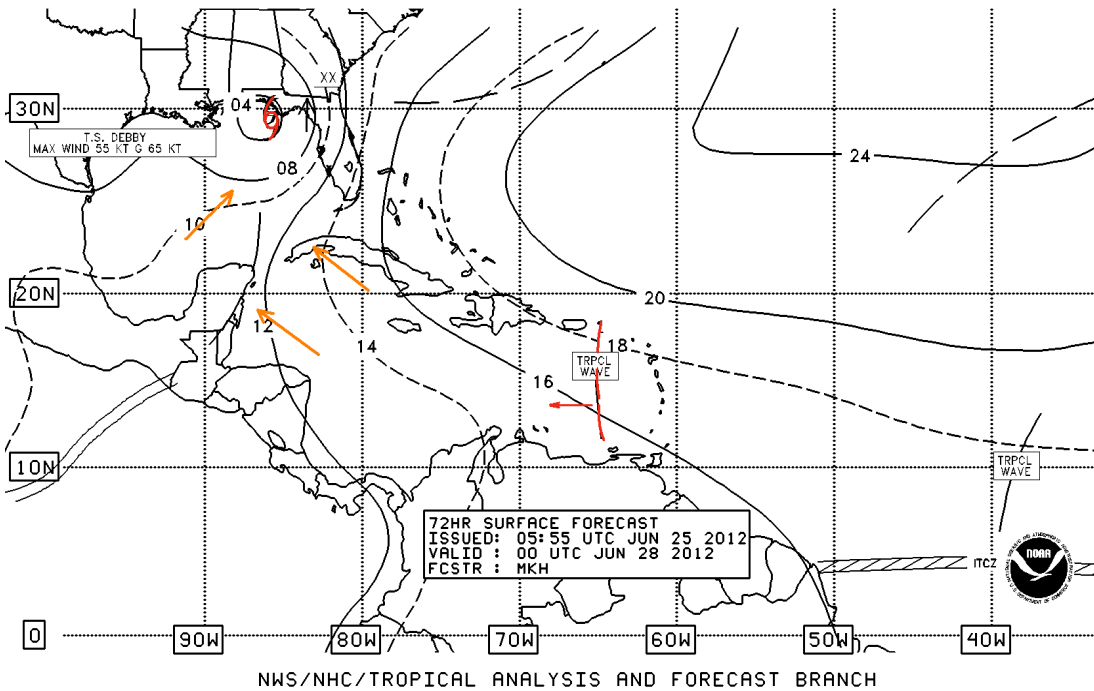 XX
30N
04
T.S. DEBBY
MAX WIND 55 KT G 65 KT
24
08
10
20N
20
12
14
18
TRPCL
WAVE
16
10N
TRPCL
WAVE
72HR SURFACE FORECAST
ISSUED: 05:55 UTC JUN 25 2012
VALID : 00 UTC JUN 28 2012
FCSTR : MKH
ITCZ
NOAA
0
90W
80W
70W
60W
50W
40W
NWS/NHC/TROPICAL ANALYSIS AND FORECAST BRANCH